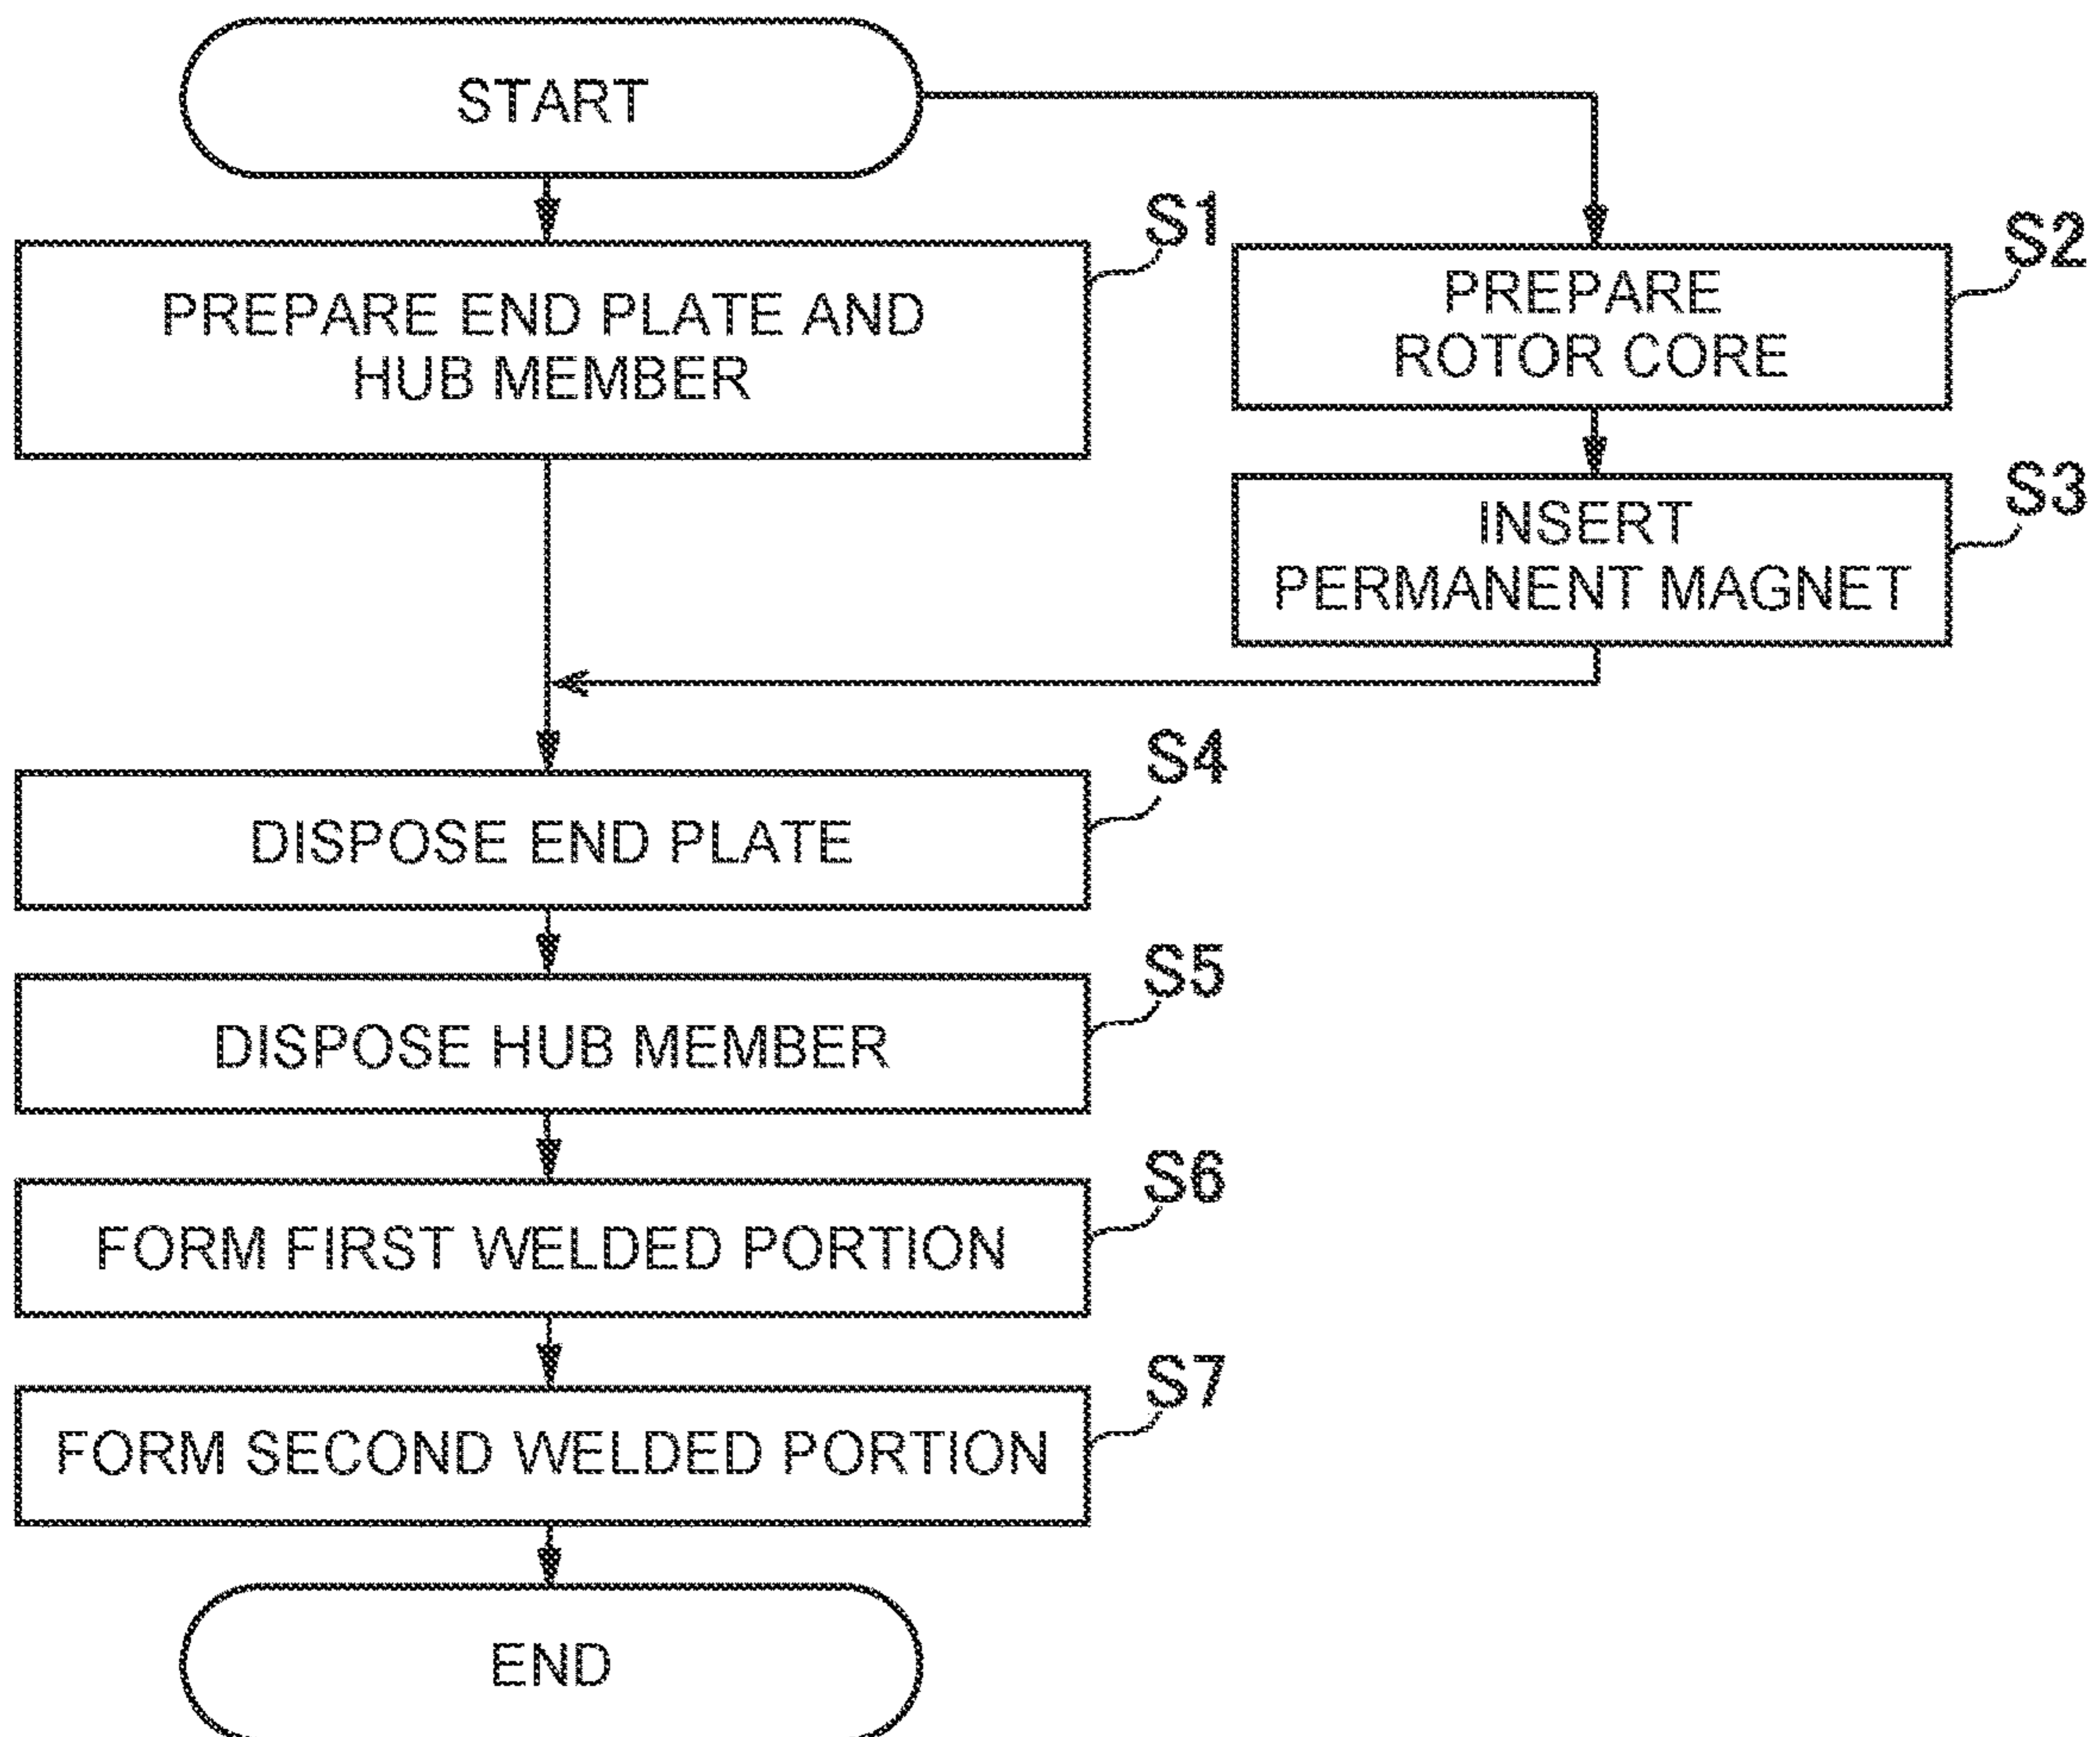 START
S1
PREPARE END PLATE AND
HUB MEMBER
S2
PREPARE
ROTOR CORE
S3
INSERT
PERMANENT MAGNET
S4
DISPOSE END PLATE
S5
DISPOSE HUB MEMBER
S6
FORM FIRST WELDED PORTION
S7
FORM SECOND WELDED PORTION
END